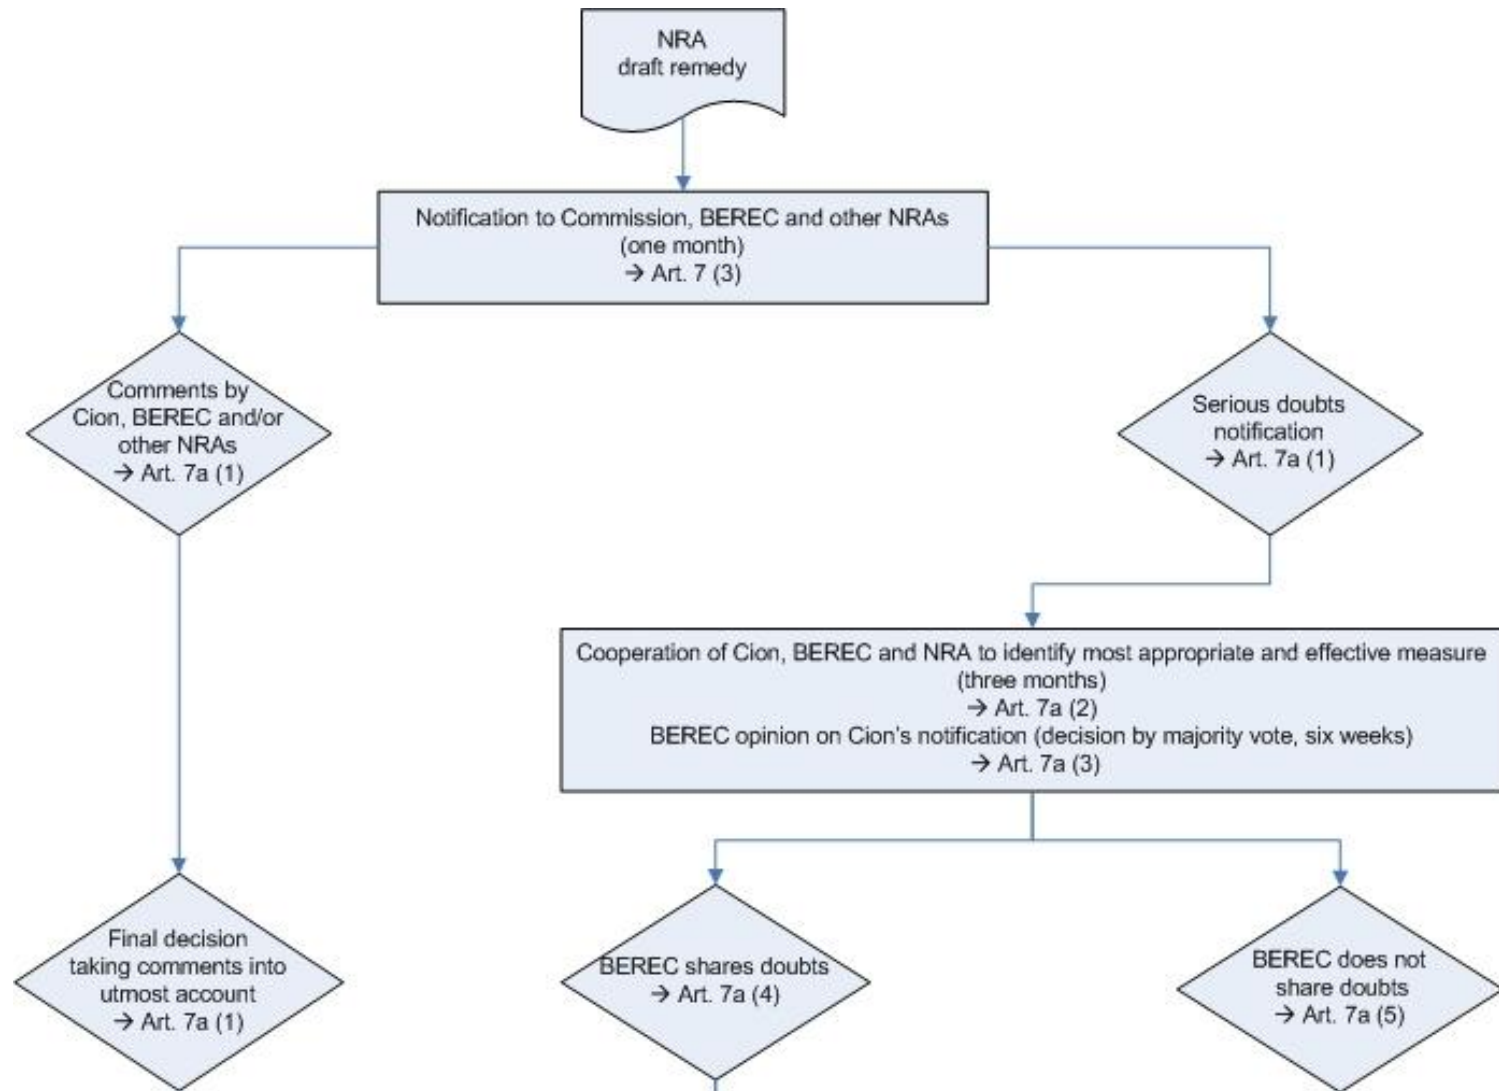 NRA
draft remedy
Notification to Commission, BEREC and other NRAs
(one month)
→ Art. 7 (3)
Comments by
Cion, BEREC and/or
other NRAs
→ Art. 7a (1)
Serious doubts
notification
→ Art. 7a (1)
Cooperation of Cion, BEREC and NRA to identify most appropriate and effective measure
(three months)
→ Art. 7a (2)
BEREC opinion on Cion's notification (decision by majority vote, six weeks)
→ Art. 7a (3)
Final decision
taking comments into
utmost account
→ Art. 7a (1)
BEREC shares doubts
→ Art. 7a (4)
BEREC does not
share doubts
→ Art. 7a (5)